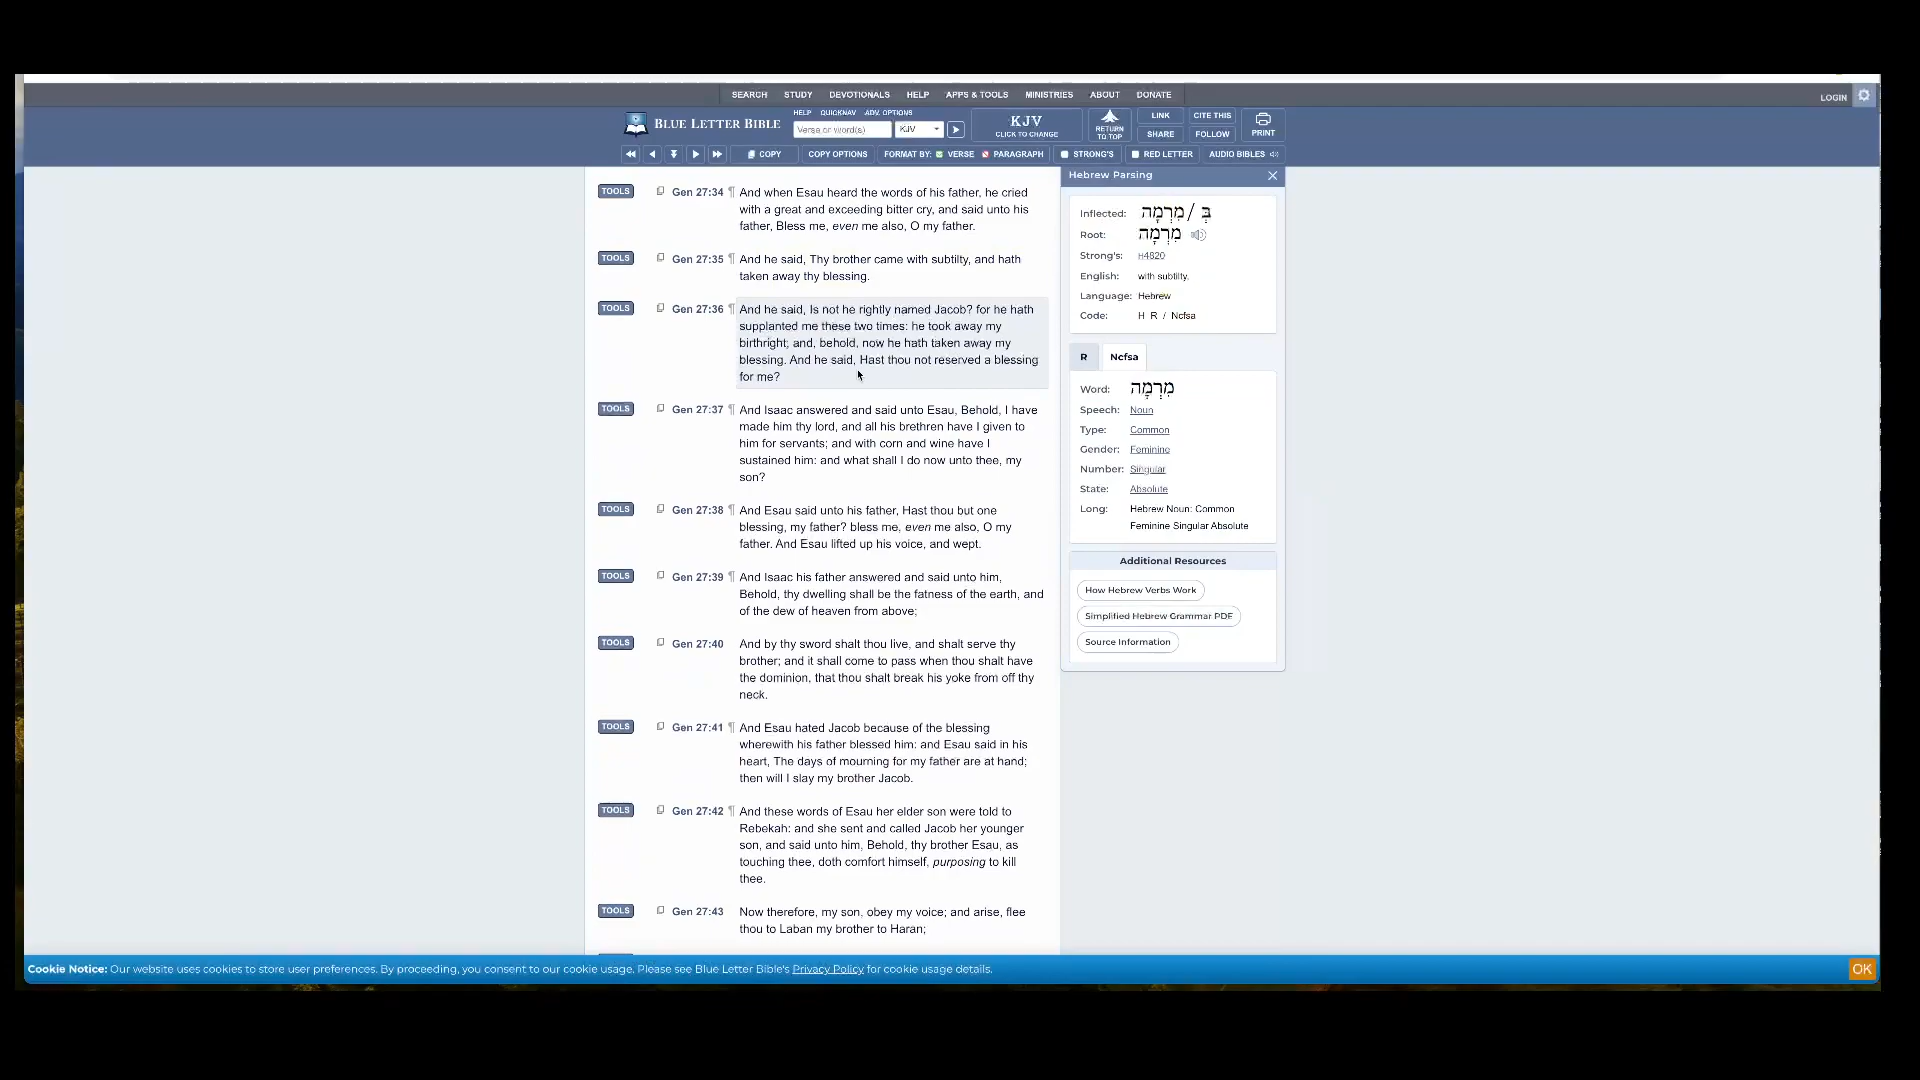 SEARCH STUDY DEVOTIONALS HELP APPS & TOOLS MINISTRIES ABOUT DONATE
LOGIN
BLUE LETTER BIBLE
HELP QUICKNAV ADV. OPTIONS
Verse or word(s) KJV
KJV
CLICK TO CHANGE
RETURN
TO TOP
LINK CITE THIS
SHARE FOLLOW
PRINT
COPY COPY OPTIONS FORMAT BY: VERSE PARAGRAPH STRONG'S RED LETTER AUDIO BIBLES
TOOLS Gen 27:34 ¶ And when Esau heard the words of his father, he cried
with a great and exceeding bitter cry, and said unto his
father, Bless me, even me also, O my father.
TOOLS Gen 27:35 ¶ And he said, Thy brother came with subtilty, and hath
taken away thy blessing.
TOOLS Gen 27:36 ¶ And he said, Is not he rightly named Jacob? for he hath
supplanted me these two times: he took away my
birthright; and, behold, now he hath taken away my
blessing. And he said, Hast thou not reserved a blessing
for me?
TOOLS Gen 27:37 ¶ And Isaac answered and said unto Esau, Behold, I have
made him thy lord, and all his brethren have I given to
him for servants; and with corn and wine have I
sustained him: and what shall I do now unto thee, my
son?
TOOLS Gen 27:38 ¶ And Esau said unto his father, Hast thou but one
blessing, my father? bless me, even me also, O my
father. And Esau lifted up his voice, and wept.
TOOLS Gen 27:39 ¶ And Isaac his father answered and said unto him,
Behold, thy dwelling shall be the fatness of the earth, and
of the dew of heaven from above;
TOOLS Gen 27:40 And by thy sword shalt thou live, and shalt serve thy
brother; and it shall come to pass when thou shalt have
the dominion, that thou shalt break his yoke from off thy
neck.
TOOLS Gen 27:41 ¶ And Esau hated Jacob because of the blessing
wherewith his father blessed him: and Esau said in his
heart, The days of mourning for my father are at hand;
then will I slay my brother Jacob.
TOOLS Gen 27:42 ¶ And these words of Esau her elder son were told to
Rebekah: and she sent and called Jacob her younger
son, and said unto him, Behold, thy brother Esau, as
touching thee, doth comfort himself, purposing to kill
thee.
TOOLS Gen 27:43 Now therefore, my son, obey my voice; and arise, flee
thou to Laban my brother to Haran;
Hebrew Parsing
Inflected: בְּ / מִרְמָה
Root: מִרְמָה
Strong's: H4820
English: with subtilty,
Language: Hebrew
Code: H R / Ncfsa
R Ncfsa
Word: מִרְמָה
Speech: Noun
Type: Common
Gender: Feminine
Number: Singular
State: Absolute
Long: Hebrew Noun: Common
Feminine Singular Absolute
Additional Resources
How Hebrew Verbs Work
Simplified Hebrew Grammar PDF
Source Information
Cookie Notice: Our website uses cookies to store user preferences. By proceeding, you consent to our cookie usage. Please see Blue Letter Bible's Privacy Policy for cookie usage details.
OK